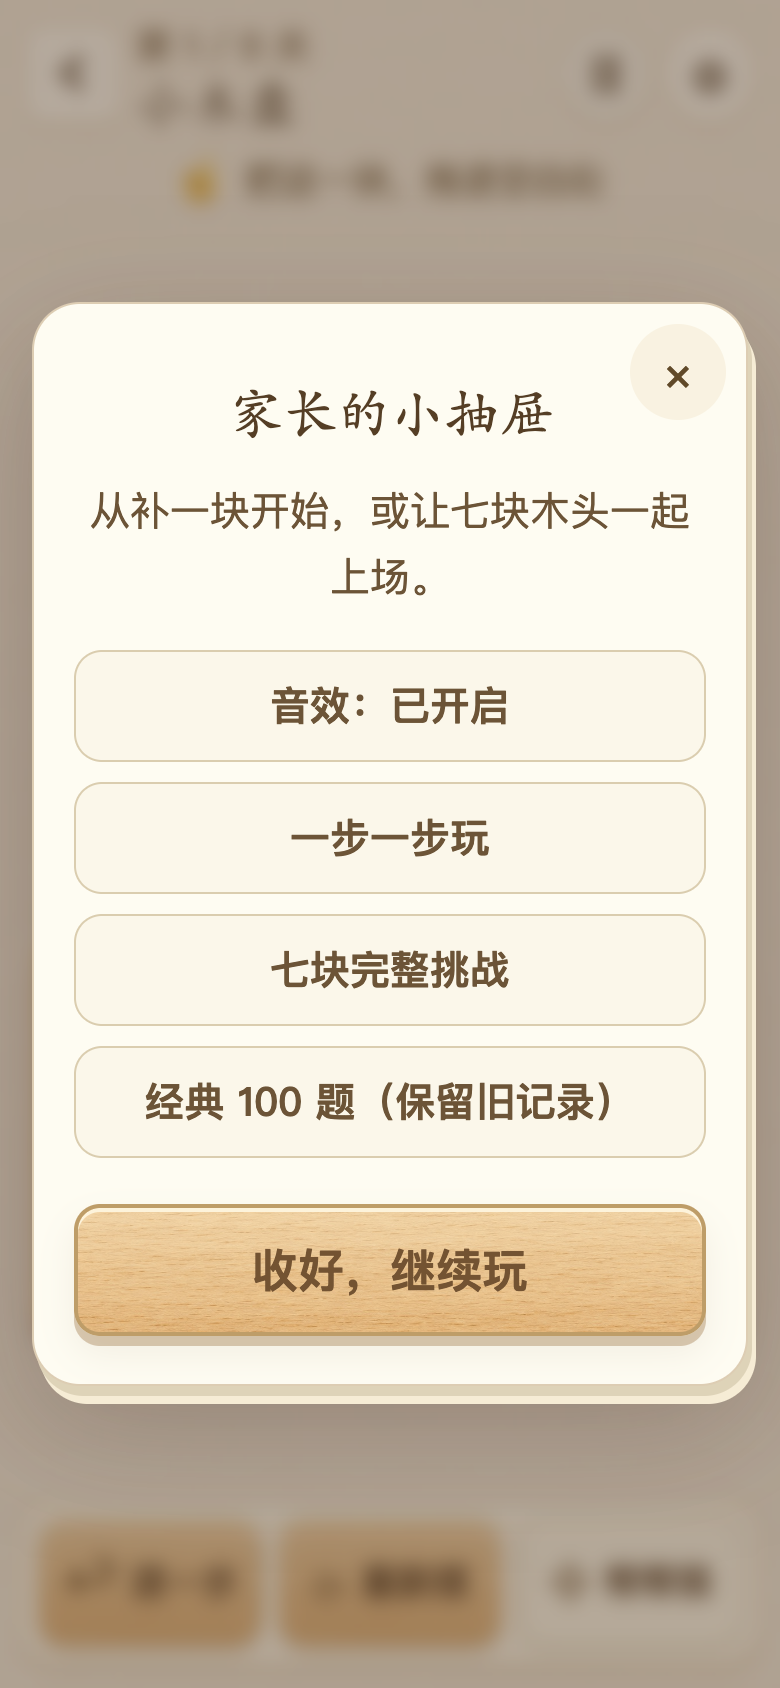 ×
家长的小抽屉
从补一块开始，或让七块木头一起
上场。
音效：已开启
一步一步玩
七块完整挑战
经典 100 题（保留旧记录）
收好，继续玩